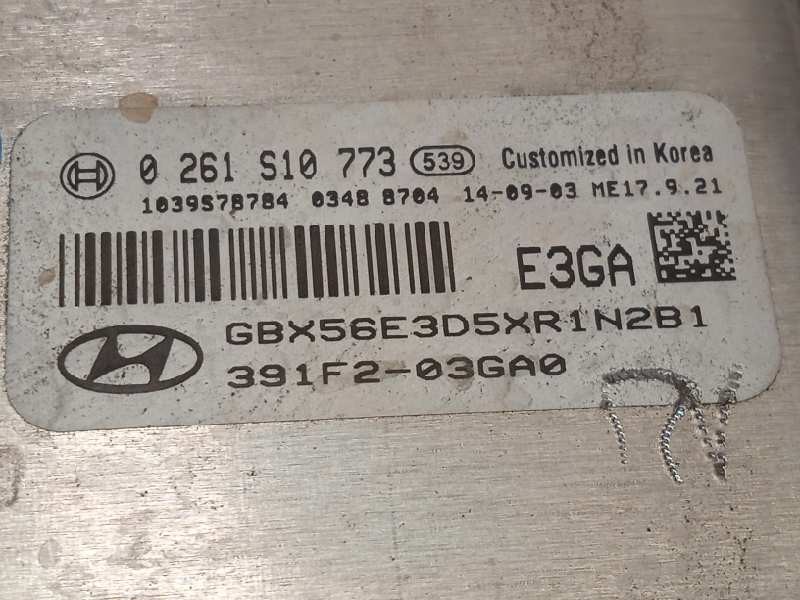 0 261 S10 773 539 Customized in Korea
1039S78784 0348 8704 14-09-03 ME17.9.21
E3GA
GBX56E3D5XR1N2B1
391F2-03GA0